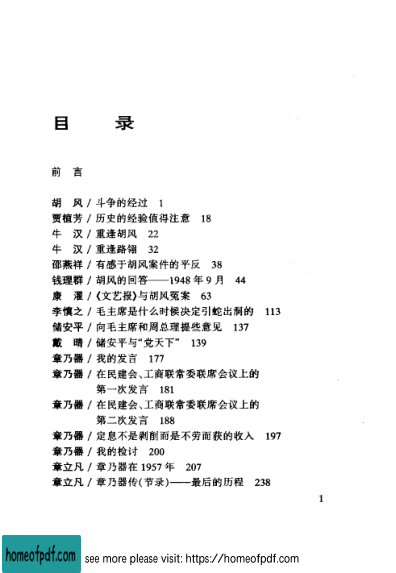 目 录
前 言
胡 风 / 斗争的经过 1
贾植芳 / 历史的经验值得注意 18
牛 汉 / 重逢胡风 22
牛 汉 / 重逢路翎 32
邵燕祥 / 有感于胡风案件的平反 38
钱理群 / 胡风的回答——1948年9月 44
康 濯 / 《文艺报》与胡风冤案 63
李慎之 / 毛主席是什么时候决定引蛇出洞的 113
储安平 / 向毛主席和周总理提些意见 137
戴 晴 / 储安平与“党天下” 139
章乃器 / 我的发言 177
章乃器 / 在民建会、工商联常委联席会议上的
第一次发言 181
章乃器 / 在民建会、工商联常委联席会议上的
第二次发言 188
章乃器 / 定息不是剥削而是不劳而获的收入 197
章乃器 / 我的检讨 200
章立凡 / 章乃器在1957年 207
章立凡 / 章乃器传(节录)——最后的历程 238
1
homeofpdf.com see more please visit: https://homeofpdf.com